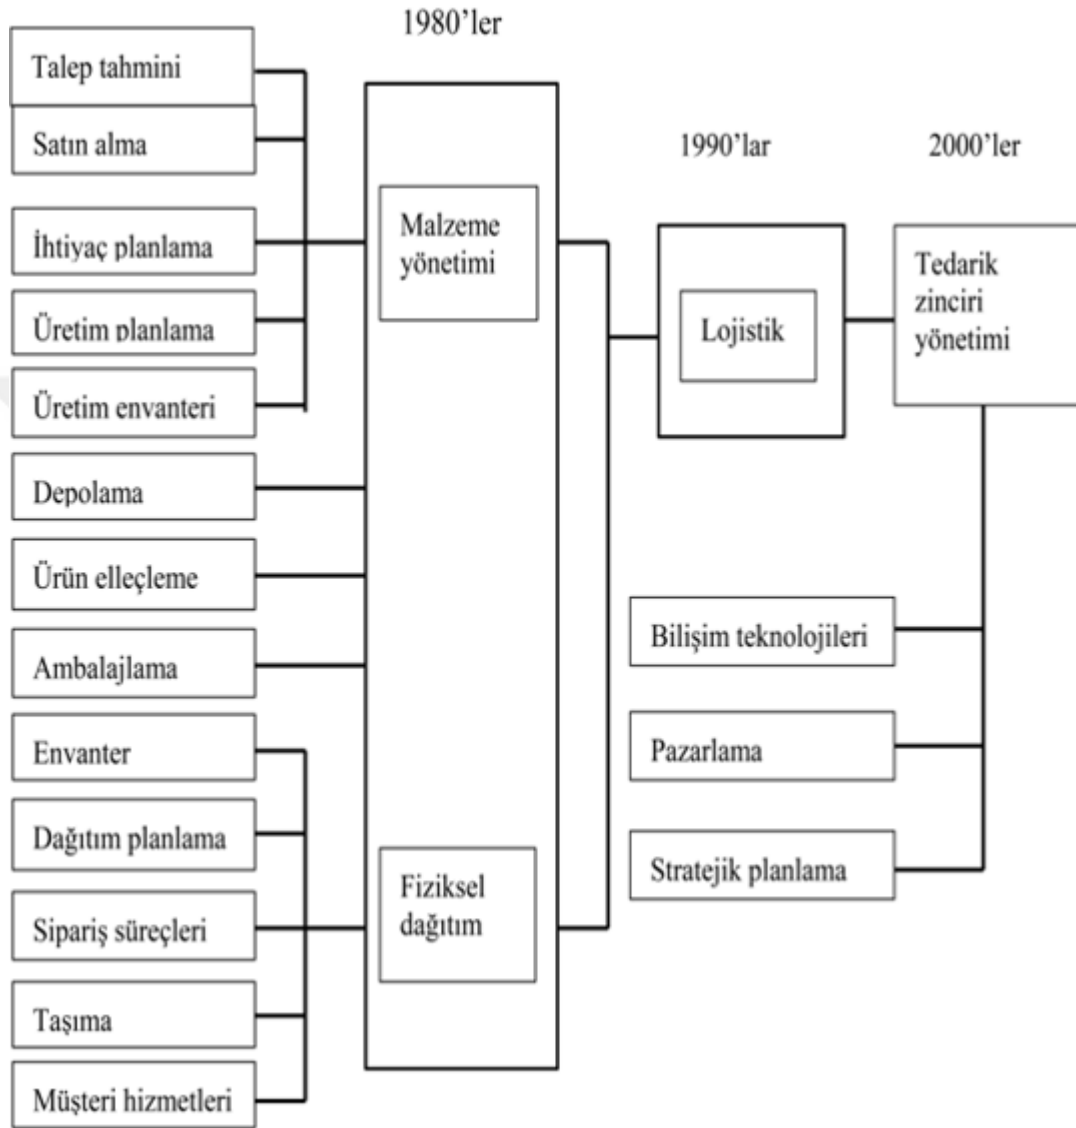 1980’ler
Talep tahmini
Satın alma
İhtiyaç planlama
Üretim planlama
Üretim envanteri
Depolama
Ürün elleçleme
Ambalajlama
Envanter
Dağıtım planlama
Sipariş süreçleri
Taşıma
Müşteri hizmetleri
Malzeme
yönetimi
Fiziksel
dağıtım
1990’lar
Lojistik
2000’ler
Tedarik
zinciri
yönetimi
Bilişim teknolojileri
Pazarlama
Stratejik planlama